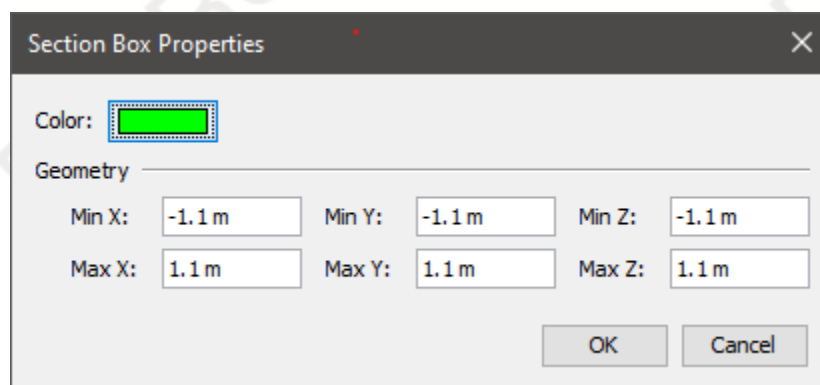 Section Box Properties
Color:
Geometry
Min X: -1.1 m Min Y: -1.1 m Min Z: -1.1 m
Max X: 1.1 m Max Y: 1.1 m Max Z: 1.1 m
OK Cancel